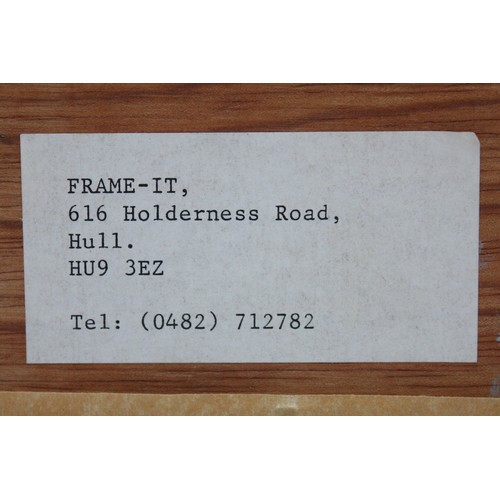 FRAME-IT,
616 Holderness Road,
Hull.
HU9 3EZ
Tel: (0482) 712782